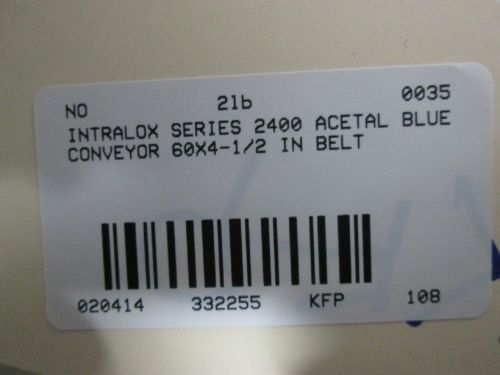 NO 21b 0035
INTRALOX SERIES 2400 ACETAL BLUE
CONVEYOR 60X4-1/2 IN BELT
020414 332255 KFP 108